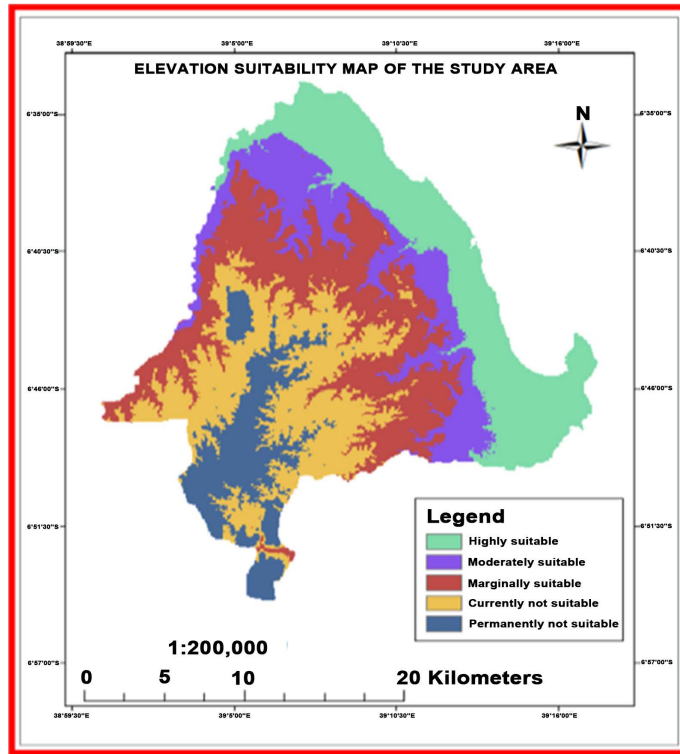 38°59'30"E 39°5'00"E 39°10'30"E 39°16'00"E
ELEVATION SUITABILITY MAP OF THE STUDY AREA
6°35'00"S 6°35'00"S
N
6°40'30"S 6°40'30"S
6°46'00"S 6°46'00"S
Legend
Highly suitable
6°51'30"S 6°51'30"S
Moderately suitable
Marginally suitable
Currently not suitable
Permanently not suitable
1:200,000
6°57'00"S 6°57'00"S
0 5 10 20 Kilometers
38°59'30"E 39°5'00"E 39°10'30"E 39°16'00"E